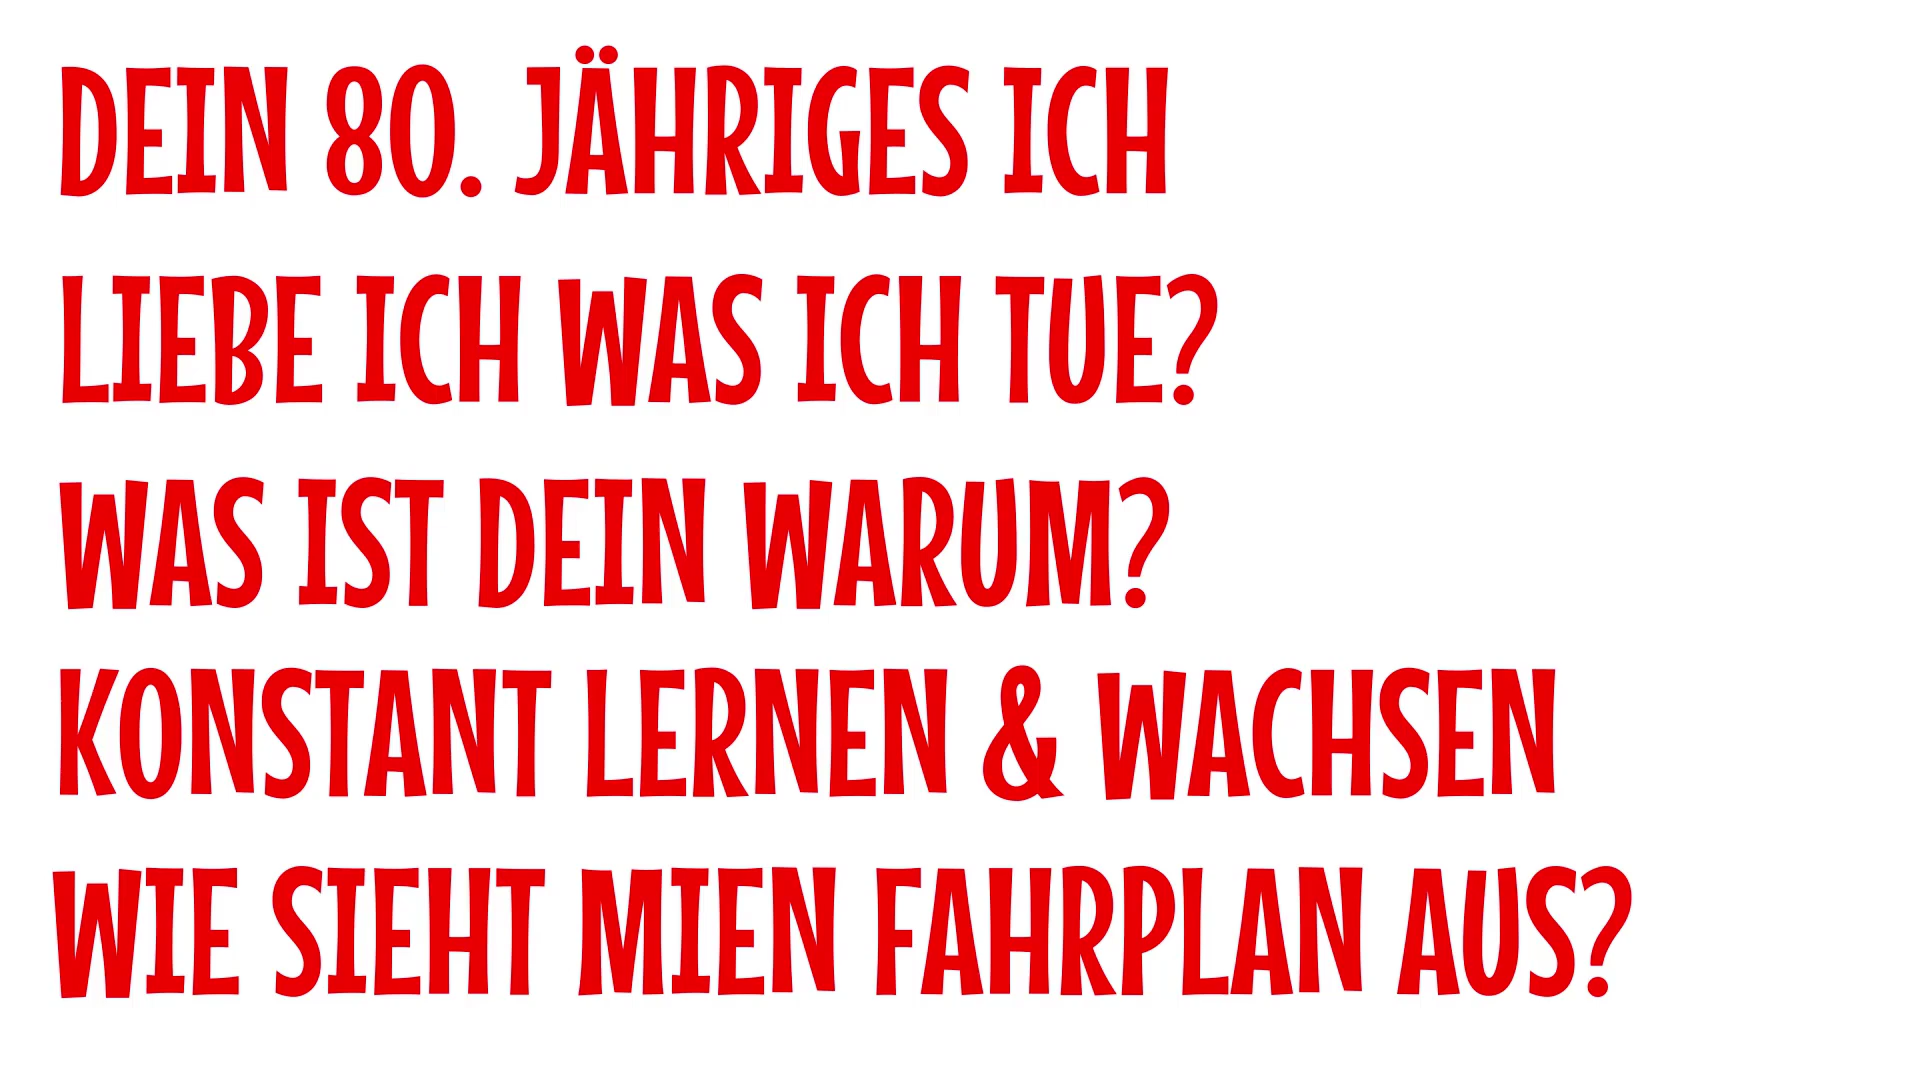 DEIN 80. JÄHRIGES ICH
LIEBE ICH WAS ICH TUE?
WAS IST DEIN WARUM?
KONSTANT LERNEN & WACHSEN
WIE SIEHT MIEN FAHRPLAN AUS?